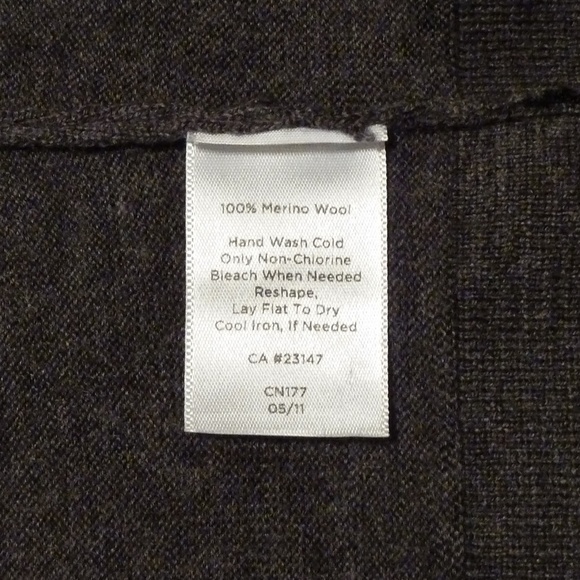 100% Merino Wool
Hand Wash Cold
Only Non-Chlorine
Bleach When Needed
Reshape,
Lay Flat To Dry
Cool Iron, If Needed
CA #23147
CN177
05/11